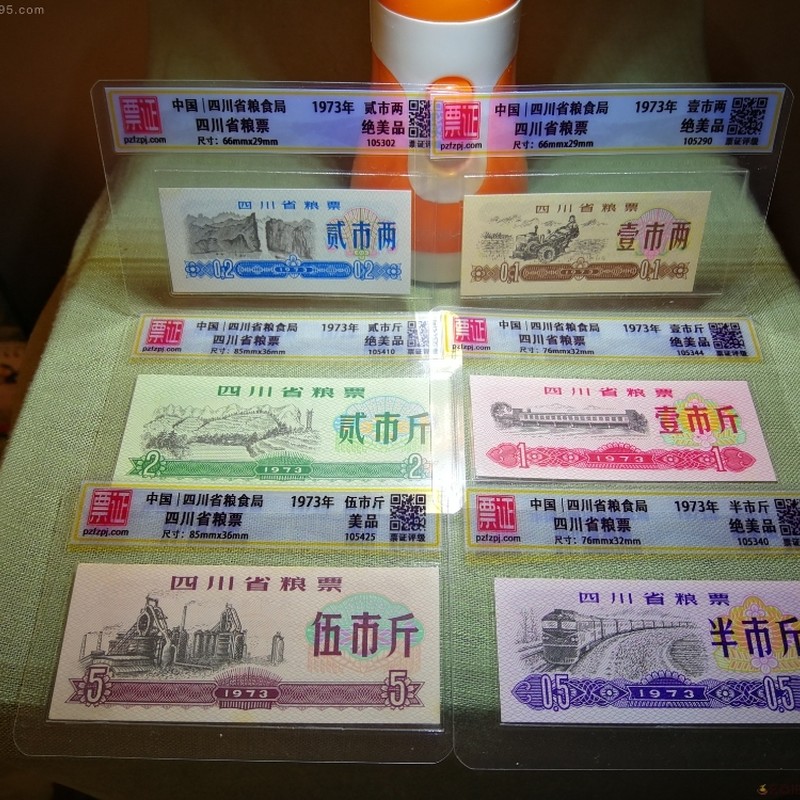 95.com
票证
pzfzpj.com
中国|四川省粮食局 1973年 贰市两
四川省粮票 绝美品
尺寸：66mmx29mm 105302 票证评级
票证
pzfzpj.com
中国|四川省粮食局 1973年 壹市两
四川省粮票 绝美品
尺寸：66mmx29mm 105290 票证评级
四川省粮票
贰市两
0.2 1973 0.2
四川省粮票
壹市两
0.1 1973 0.1
票证
pzfzpj.com
中国|四川省粮食局 1973年 贰市斤
四川省粮票 绝美品
尺寸：85mmx36mm 105410
票证
pzfzpj.com
中国|四川省粮食局 1973年 壹市斤
四川省粮票 绝美品
尺寸：76mmx32mm 105344 票证评级
四川省粮票
贰市斤
2 1973 2
四川省粮票
壹市斤
1 1973 1
票证
pzfzpj.com
中国|四川省粮食局 1973年 伍市斤
四川省粮票 美品
尺寸：85mmx36mm 105425 票证评级
票证
pzfzpj.com
中国|四川省粮食局 1973年 半市斤
四川省粮票 绝美品
尺寸：76mmx32mm 105340
四川省粮票
伍市斤
5 1973 5
四川省粮票
半市斤
0.5 1973 0.5